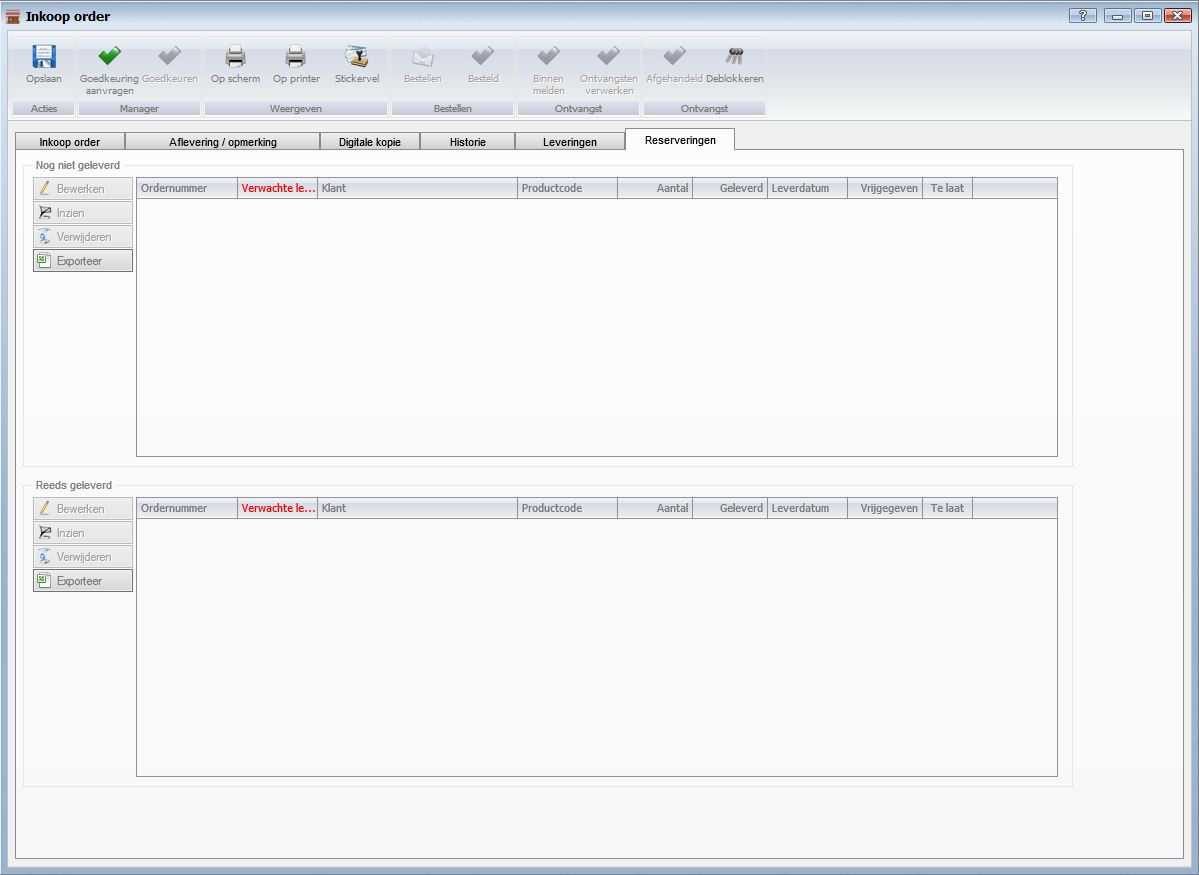 Inkoop order
Opslaan
Goedkeuring aanvragen
Goedkeuren
Op scherm
Op printer
Stickervel
Bestellen
Besteld
Binnen melden
Ontvangsten verwerken
Afgehandeld
Deblokkeren
Acties
Manager
Weergeven
Bestellen
Ontvangst
Ontvangst
Inkoop order
Aflevering / opmerking
Digitale kopie
Historie
Leveringen
Reserveringen
Nog niet geleverd
Bewerken
Inzien
Verwijderen
Exporteer
Ordernummer Verwachte le... Klant Productcode Aantal Geleverd Leverdatum Vrijgegeven Te laat
Reeds geleverd
Bewerken
Inzien
Verwijderen
Exporteer
Ordernummer Verwachte le... Klant Productcode Aantal Geleverd Leverdatum Vrijgegeven Te laat